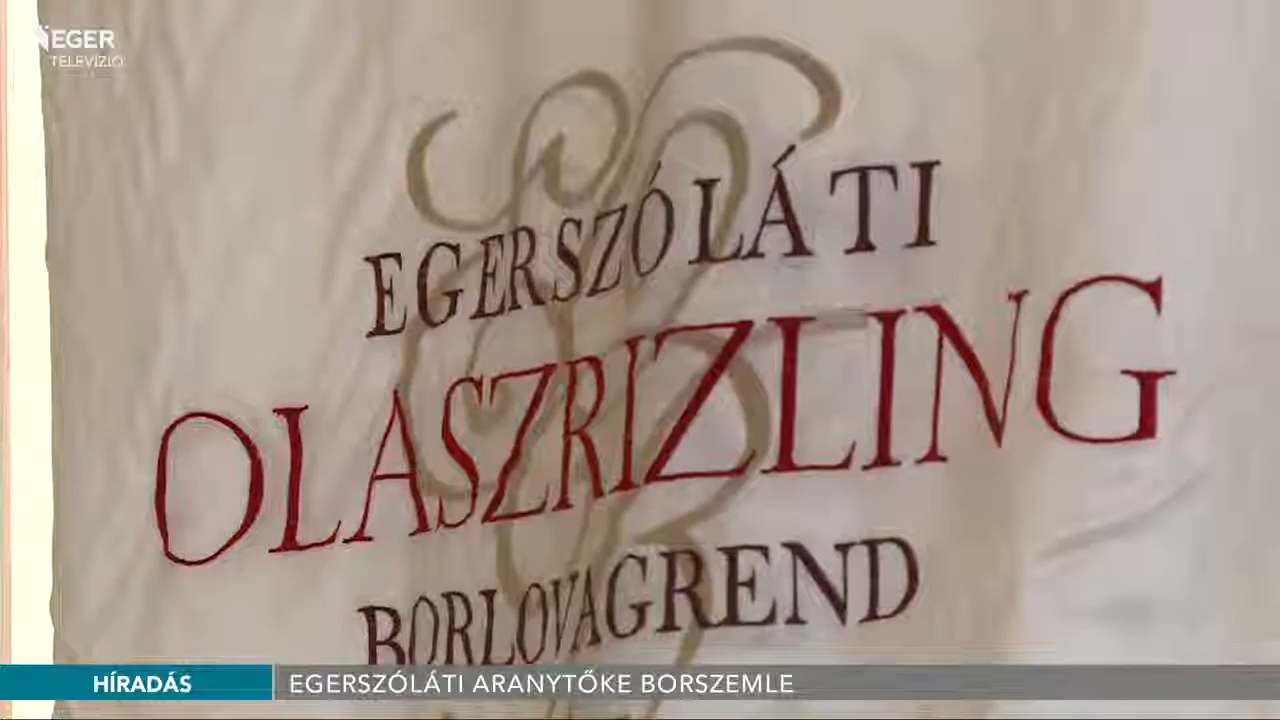 EGER
TELEVÍZIÓ
EGERSZÓLÁTI
OLASZRIZLING
BORLOVAGREND
HÍRADÁS
EGERSZÓLÁTI ARANYTŐKE BORSZEMLE